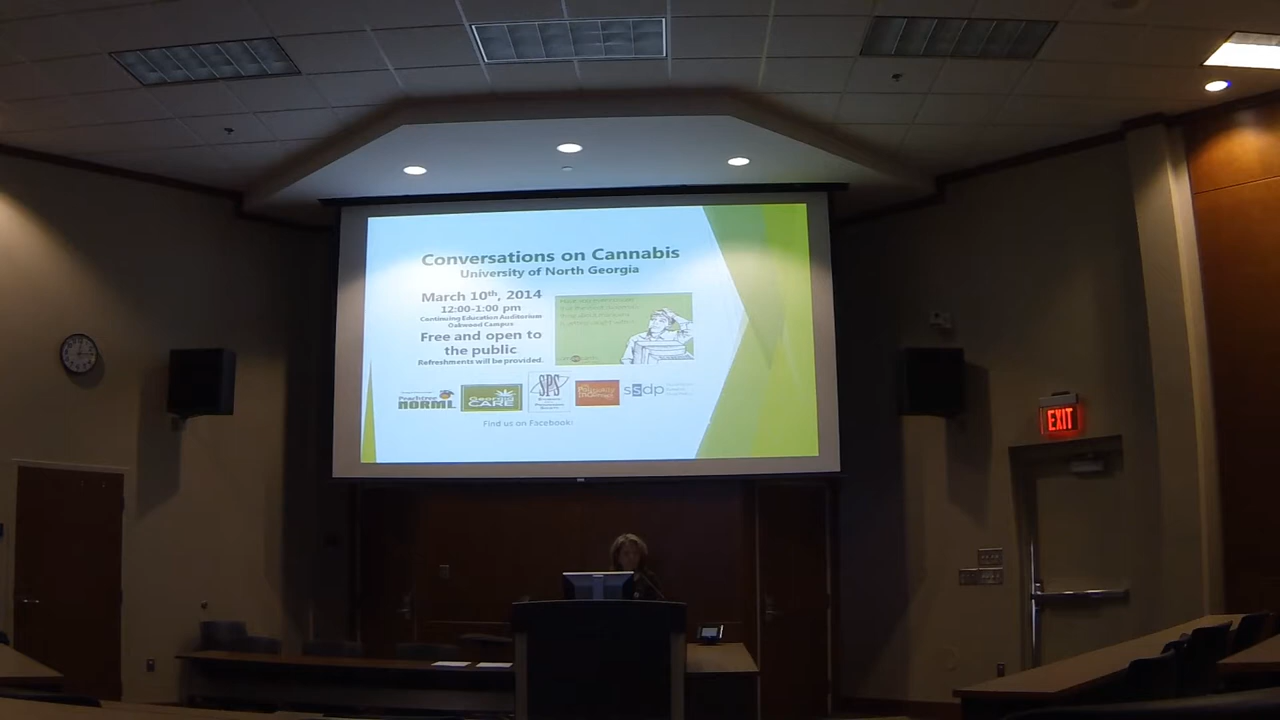 Conversations on Cannabis
University of North Georgia
March 10th, 2014
12:00-1:00 pm
Continuing Education Auditorium
Oakwood Campus
Free and open to
the public
Refreshments will be provided.
Peachtree
NORML
Georgia
CARE
SPS
ssdp
Find us on Facebook!
EXIT